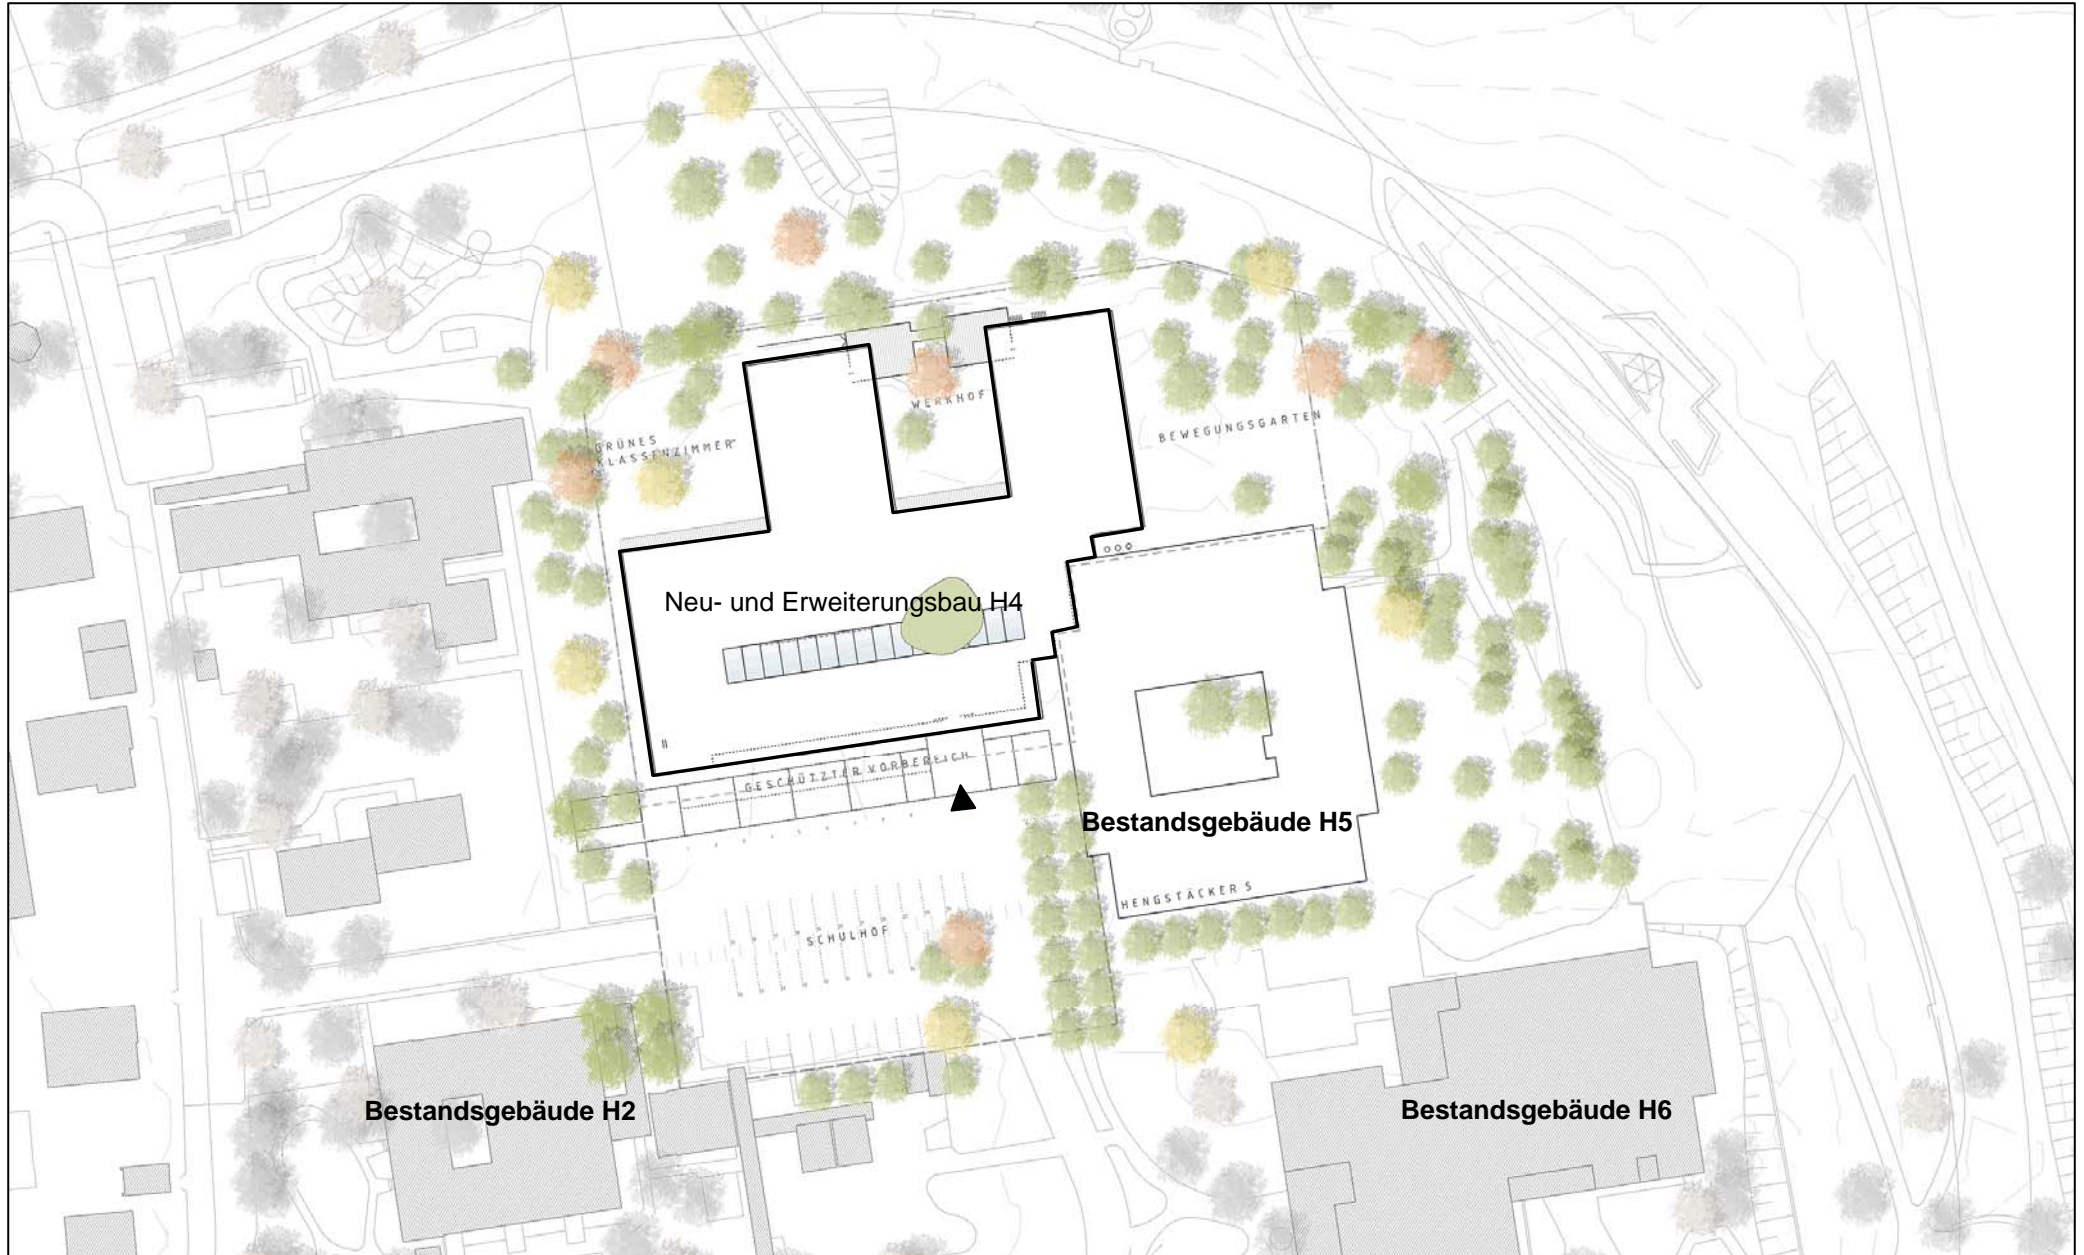 WERKHOF
BEWEGUNGSGARTEN
GRÜNES
KLASSENZIMMER
Neu- und Erweiterungsbau H4
GESCHÜTZTER VORBEREICH
Bestandsgebäude H5
HENGSTÄCKER 5
SCHULHOF
Bestandsgebäude H2
Bestandsgebäude H6